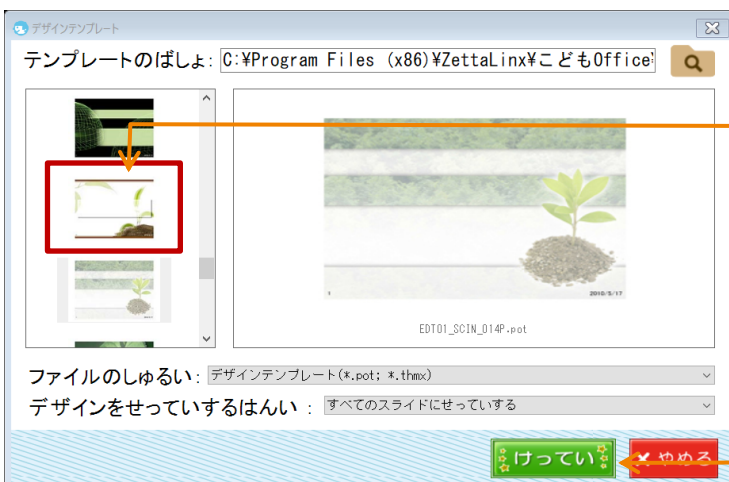 デザインテンプレート
テンプレートのばしょ: C:¥Program Files (x86)¥ZettaLinx¥こどもOffice¥
1
2010/5/17
EDT01_SCIN_014P.pot
ファイルのしゅるい: デザインテンプレート(*.pot; *.thmx)
デザインをせっていするはんい : すべてのスライドにせっていする
けってい
× やめる